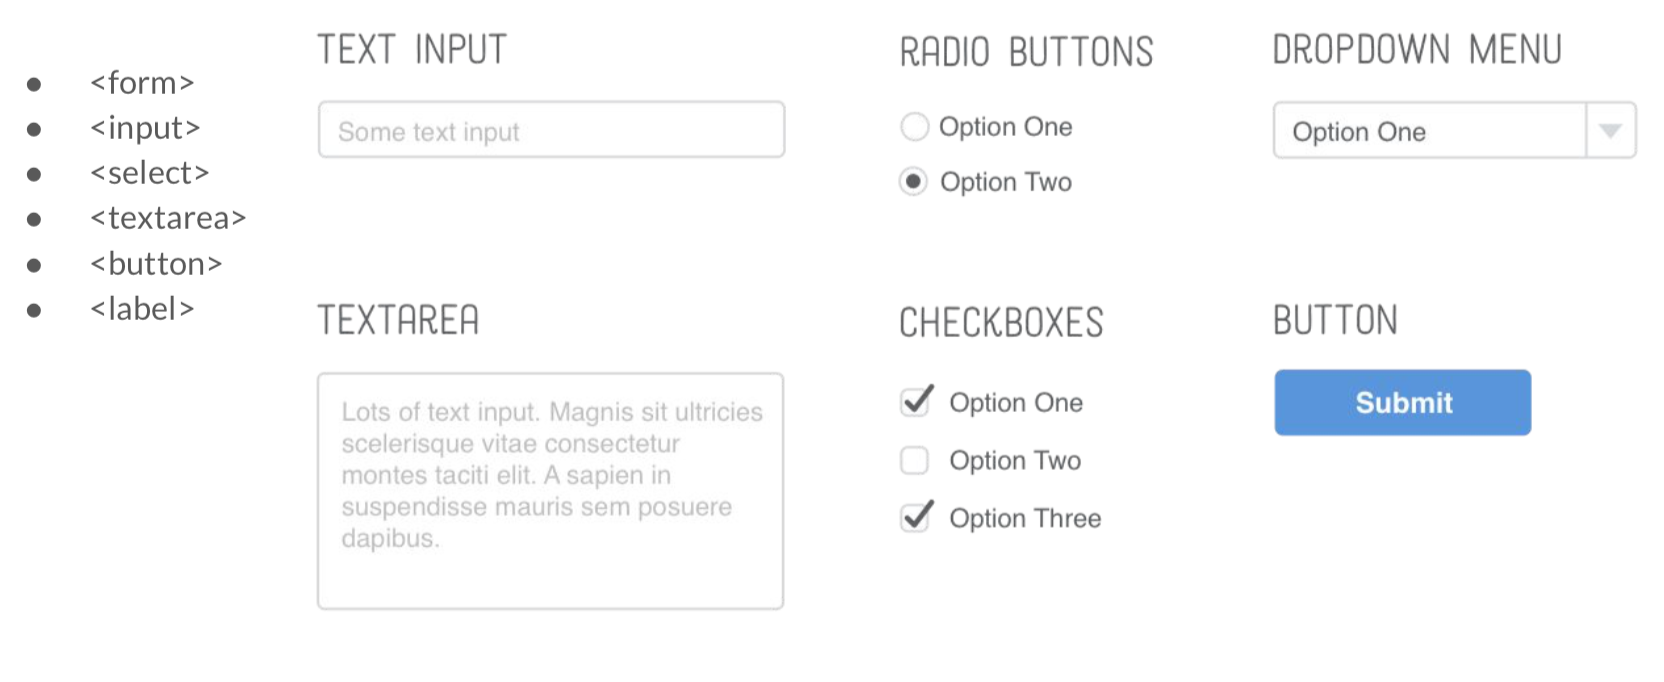 <form>
<input>
<select>
<textarea>
<button>
<label>
TEXT INPUT
Some text input
TEXTAREA
Lots of text input. Magnis sit ultricies
scelerisque vitae consectetur
montes taciti elit. A sapien in
suspendisse mauris sem posuere
dapibus.
RADIO BUTTONS
Option One
Option Two
CHECKBOXES
Option One
Option Two
Option Three
DROPDOWN MENU
Option One
BUTTON
Submit